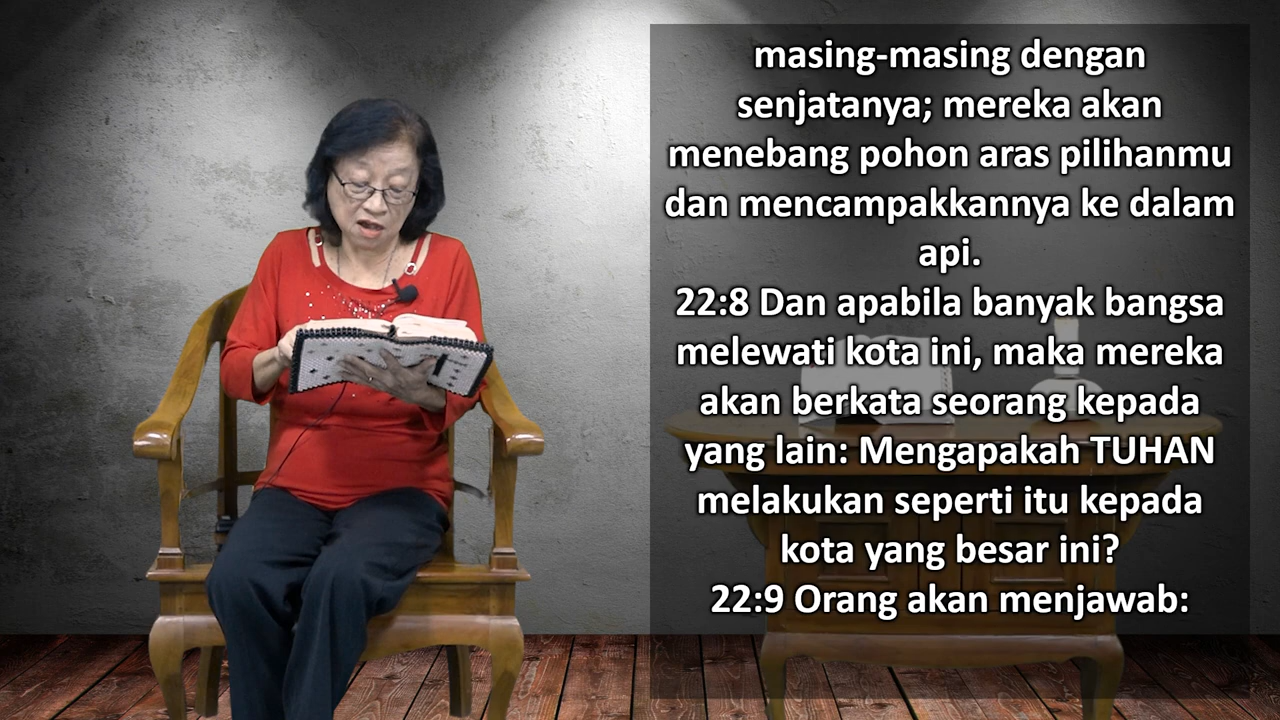 masing-masing dengan
senjatanya; mereka akan
menebang pohon aras pilihanmu
dan mencampakkannya ke dalam
api.
22:8 Dan apabila banyak bangsa
melewati kota ini, maka mereka
akan berkata seorang kepada
yang lain: Mengapakah TUHAN
melakukan seperti itu kepada
kota yang besar ini?
22:9 Orang akan menjawab: